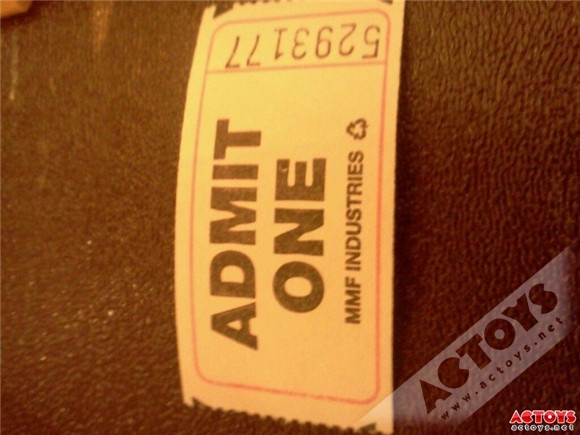 5293177
ADMIT
ONE
MMF INDUSTRIES
ACTOYS
www.actoys.net
ACTOYS
actoys.net